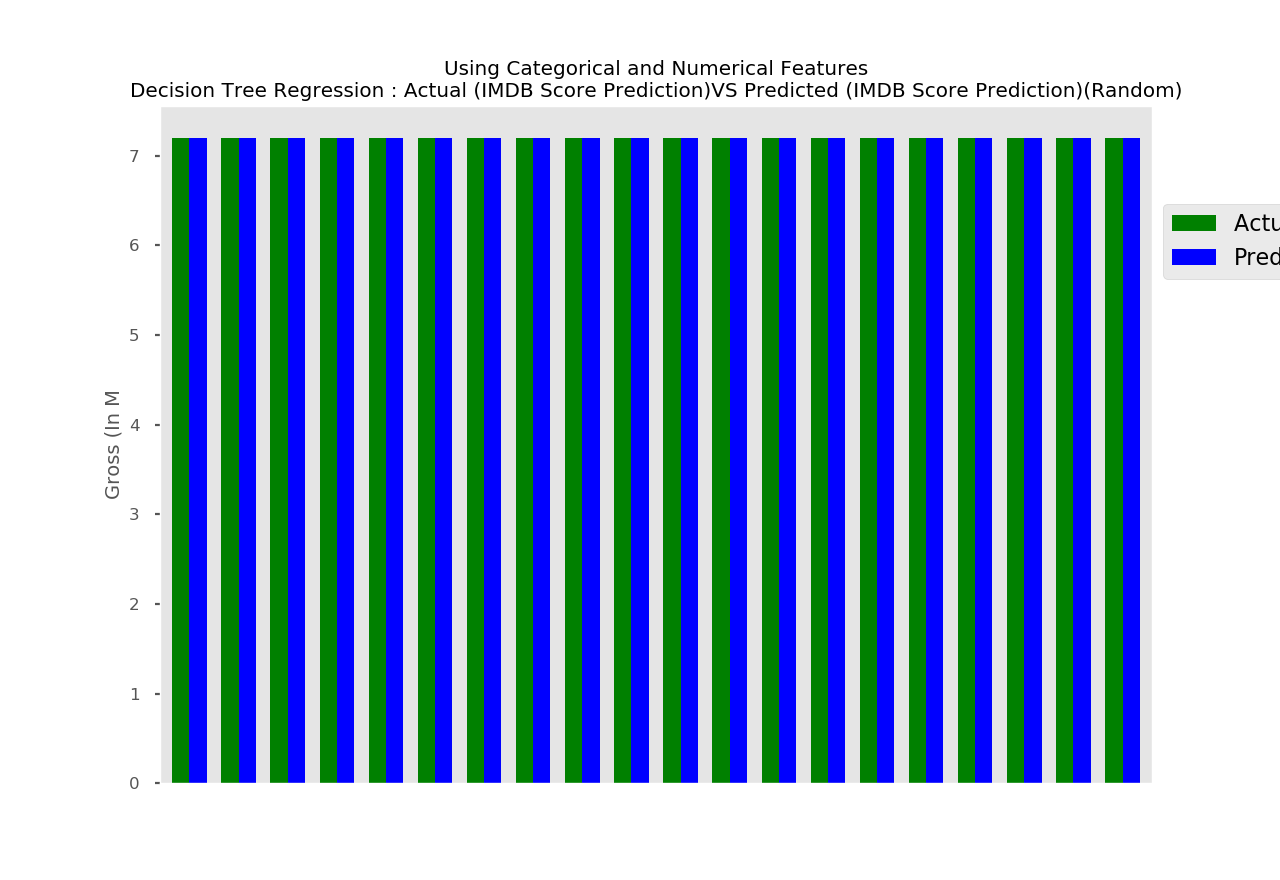 Using Categorical and Numerical Features
Decision Tree Regression : Actual (IMDB Score Prediction)VS Predicted (IMDB Score Prediction)(Random)
7
6
5
4
3
2
1
0
Gross (In M
Actu
Pred